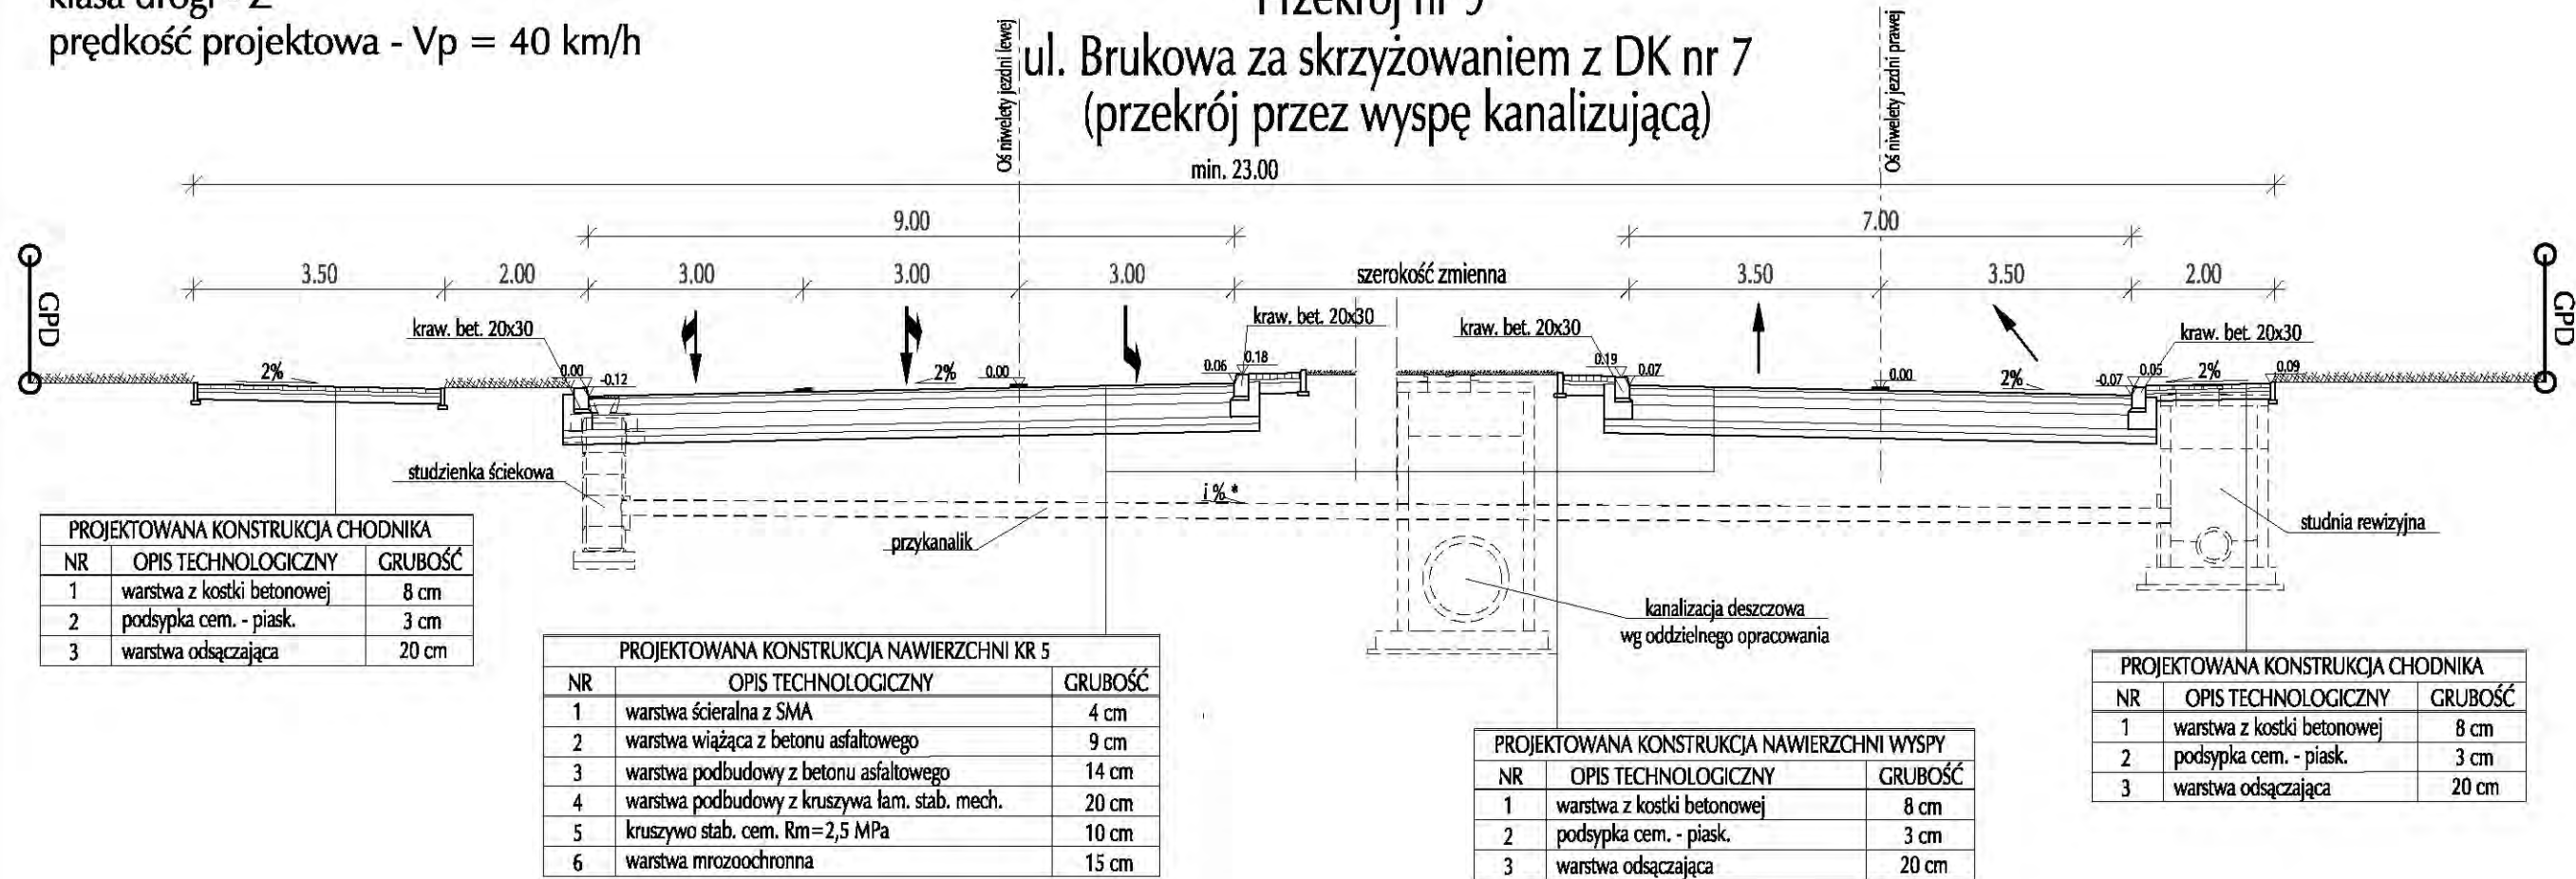 klasa drogi - Z
prędkość projektowa - Vp = 40 km/h
Przekrój nr 9
ul. Brukowa za skrzyżowaniem z DK nr 7
(przekrój przez wyspę kanalizującą)
Oś niwelety jezdni lewej
Oś niwelety jezdni prawej
min. 23.00
9.00
7.00
3.50
2.00
3.00
3.00
3.00
szerokość zmienna
3.50
3.50
2.00
GPD
GPD
kraw. bet. 20x30
kraw. bet. 20x30
kraw. bet. 20x30
kraw. bet. 20x30
2%
0.00
-0.12
2%
0.00
0.06
0.18
0.19
0.07
0.00
2%
-0.07
0.05
2%
0.09
studzienka ściekowa
i % *
przykanalik
studnia rewizyjna
kanalizacja deszczowa
wg oddzielnego opracowania
PROJEKTOWANA KONSTRUKCJA CHODNIKA
NR OPIS TECHNOLOGICZNY GRUBOŚĆ
1 warstwa z kostki betonowej 8 cm
2 podsypka cem. - piask. 3 cm
3 warstwa odsączająca 20 cm
PROJEKTOWANA KONSTRUKCJA NAWIERZCHNI KR 5
NR OPIS TECHNOLOGICZNY GRUBOŚĆ
1 warstwa ścieralna z SMA 4 cm
2 warstwa wiążąca z betonu asfaltowego 9 cm
3 warstwa podbudowy z betonu asfaltowego 14 cm
4 warstwa podbudowy z kruszywa łam. stab. mech. 20 cm
5 kruszywo stab. cem. Rm=2,5 MPa 10 cm
6 warstwa mrozoochronna 15 cm
PROJEKTOWANA KONSTRUKCJA NAWIERZCHNI WYSPY
NR OPIS TECHNOLOGICZNY GRUBOŚĆ
1 warstwa z kostki betonowej 8 cm
2 podsypka cem. - piask. 3 cm
3 warstwa odsączająca 20 cm
PROJEKTOWANA KONSTRUKCJA CHODNIKA
NR OPIS TECHNOLOGICZNY GRUBOŚĆ
1 warstwa z kostki betonowej 8 cm
2 podsypka cem. - piask. 3 cm
3 warstwa odsączająca 20 cm